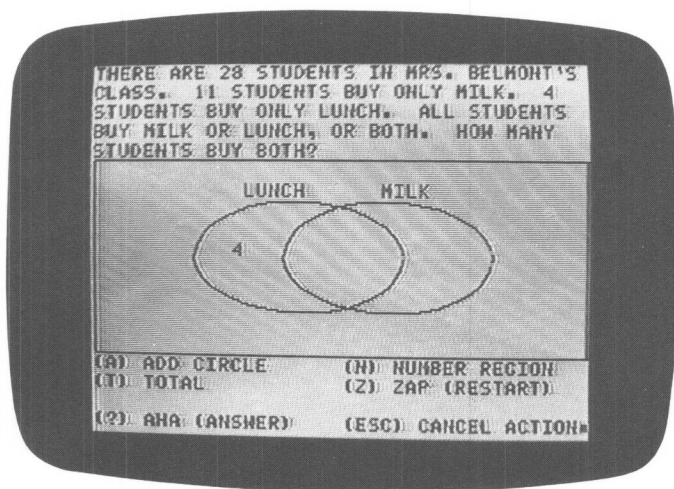 THERE ARE 28 STUDENTS IN MRS. BELMONT'S
CLASS. 11 STUDENTS BUY ONLY MILK. 4
STUDENTS BUY ONLY LUNCH. ALL STUDENTS
BUY MILK OR LUNCH, OR BOTH. HOW MANY
STUDENTS BUY BOTH?
LUNCH MILK
4
(A) ADD CIRCLE (N) NUMBER REGION
(T) TOTAL (Z) ZAP (RESTART)
(?) AHA (ANSWER) (ESC) CANCEL ACTION